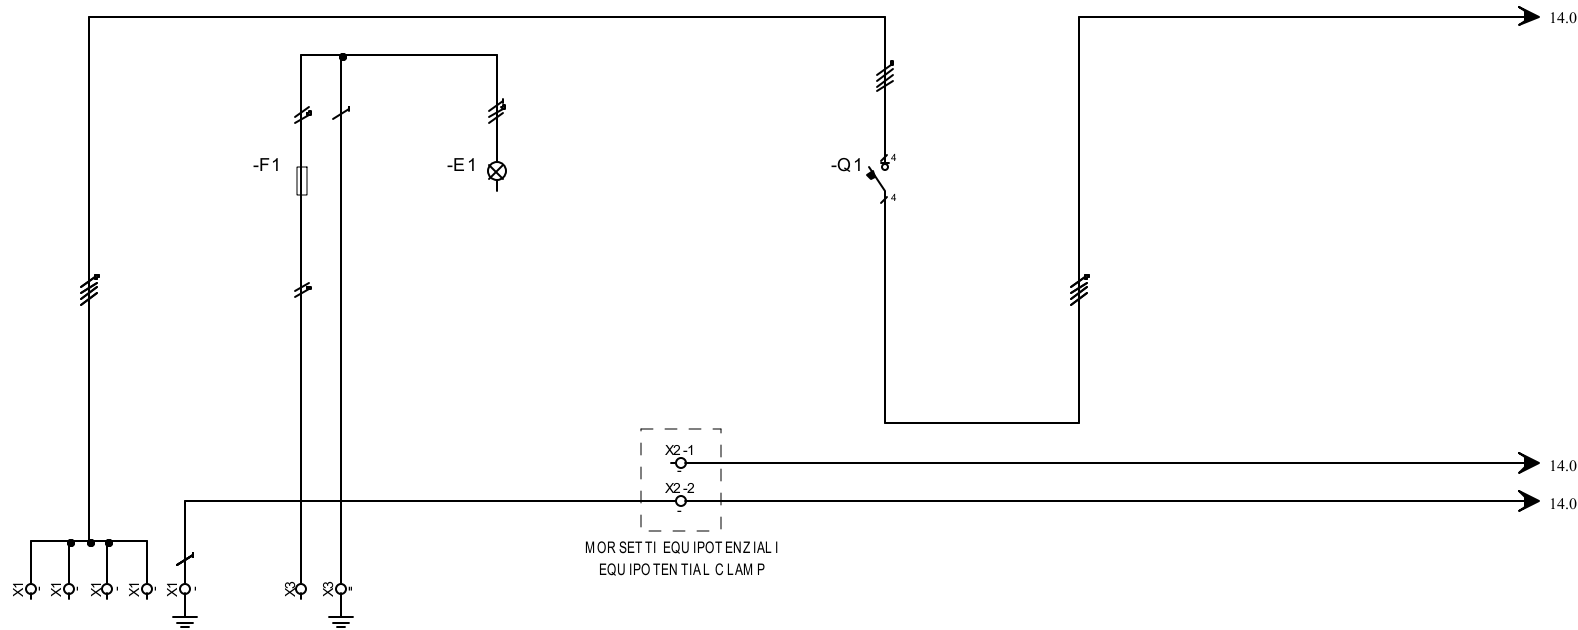 14.0
-F1
-E1
-Q1
4
4
X2-1
-
14.0
X2-2
-
14.0
MORSETTI EQUIPOTENZIALI
EQUIPOTENTIAL CLAMP
X1
X1
X1
X1
X1
X3
X3